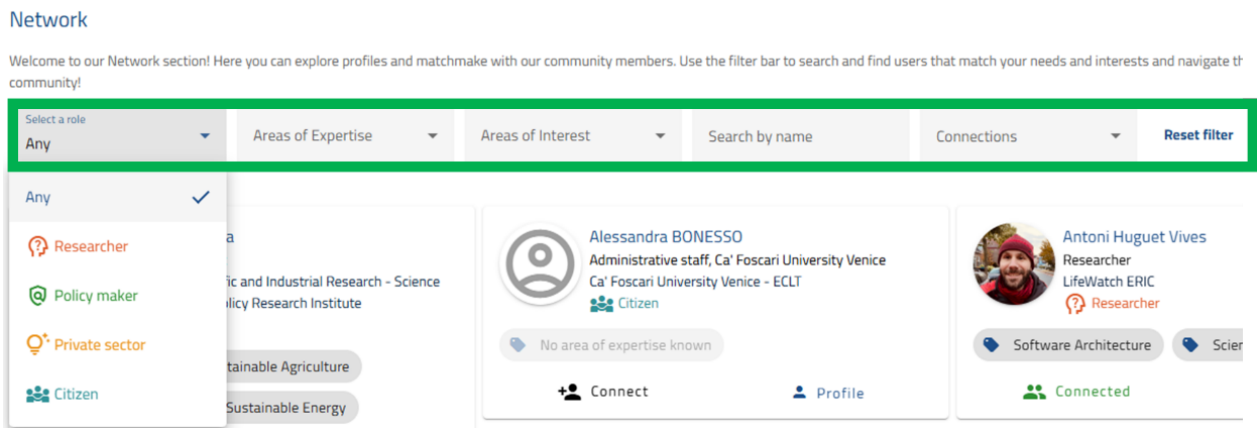 Network
Welcome to our Network section! Here you can explore profiles and matchmake with our community members. Use the filter bar to search and find users that match your needs and interests and navigate
community!
Select a role
Any
Areas of Expertise
Areas of Interest
Search by name
Connections
Reset filter
Any
Researcher
Policy maker
Private sector
Citizen
a
ic and Industrial Research - Science
licy Research Institute
tainable Agriculture
Sustainable Energy
Alessandra BONESSO
Administrative staff, Ca' Foscari University Venice
Ca' Foscari University Venice - ECLT
Citizen
No area of expertise known
Connect
Profile
Antoni Huguet Vives
Researcher
LifeWatch ERIC
Researcher
Software Architecture
Scien
Connected